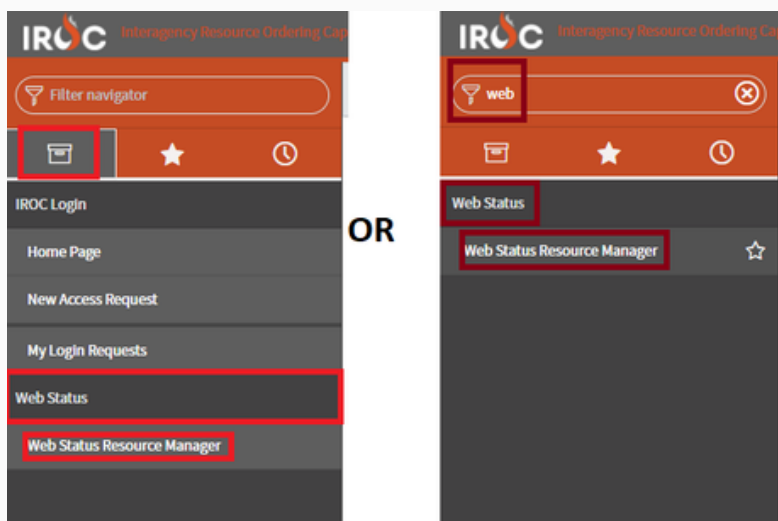 IROC Interagency Resource Ordering Cap
Filter navigator
IROC Login
Home Page
New Access Request
My Login Requests
Web Status
Web Status Resource Manager
OR
IROC Interagency Resource Ordering Ca
web
Web Status
Web Status Resource Manager